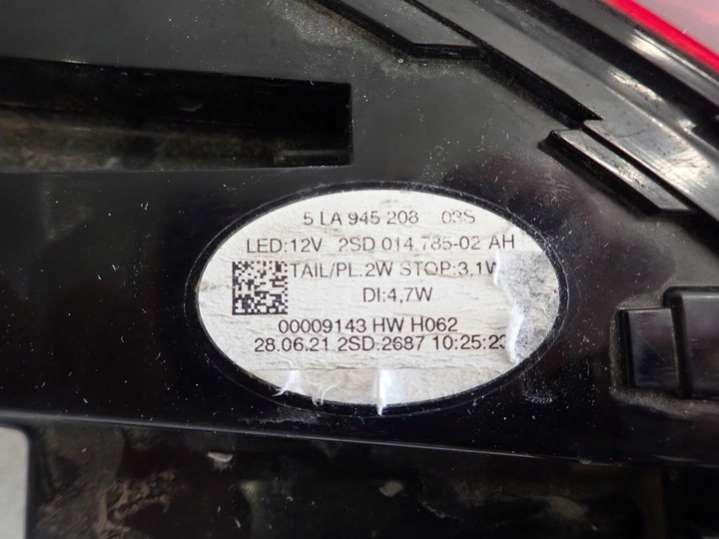 5 LA 945 208 03S
LED:12V 2SD 014.785-02 AH
TAIL/PL:2W STOP:3,1W
DI:4,7W
00009143 HW H062
28.06.21 2SD:2687 10:25:23